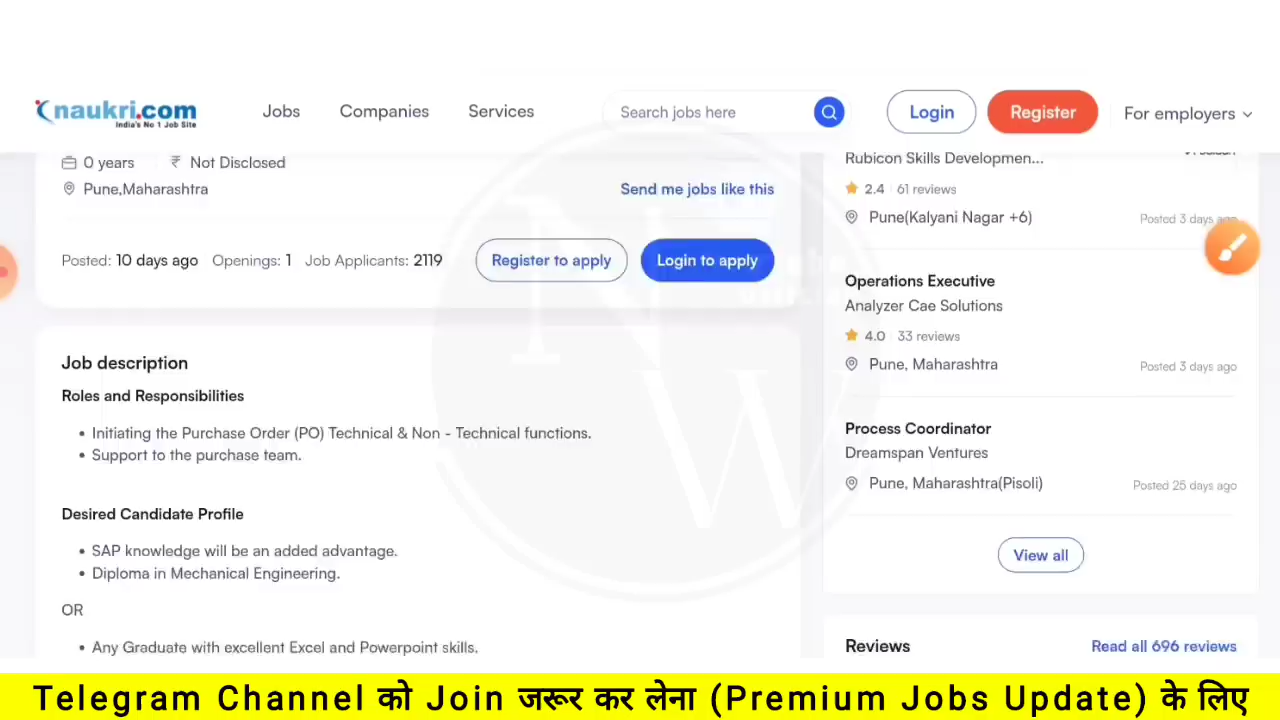 naukri.com
India's No 1 Job Site
Jobs
Companies
Services
Search jobs here
Login
Register
For employers
0 years
₹ Not Disclosed
Pune,Maharashtra
Send me jobs like this
Posted: 10 days ago Openings: 1 Job Applicants: 2119
Register to apply
Login to apply
Job description
Roles and Responsibilities
• Initiating the Purchase Order (PO) Technical & Non - Technical functions.
• Support to the purchase team.
Desired Candidate Profile
• SAP knowledge will be an added advantage.
• Diploma in Mechanical Engineering.
OR
• Any Graduate with excellent Excel and Powerpoint skills.
Rubicon Skills Developmen...
2.4 61 reviews
Pune(Kalyani Nagar +6)
Posted 3 days ago
Operations Executive
Analyzer Cae Solutions
4.0 33 reviews
Pune, Maharashtra
Posted 3 days ago
Process Coordinator
Dreamspan Ventures
Pune, Maharashtra(Pisoli)
Posted 25 days ago
View all
Reviews
Read all 696 reviews
N
W
Telegram Channel को Join जरूर कर लेना (Premium Jobs Update) के लिए